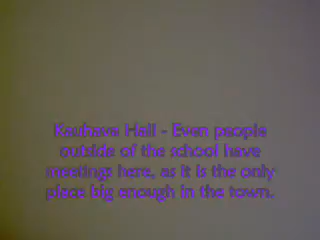 Kauhava Hall - Even people
outside of the school have
meetings here, as it is the only
place big enough in the town.